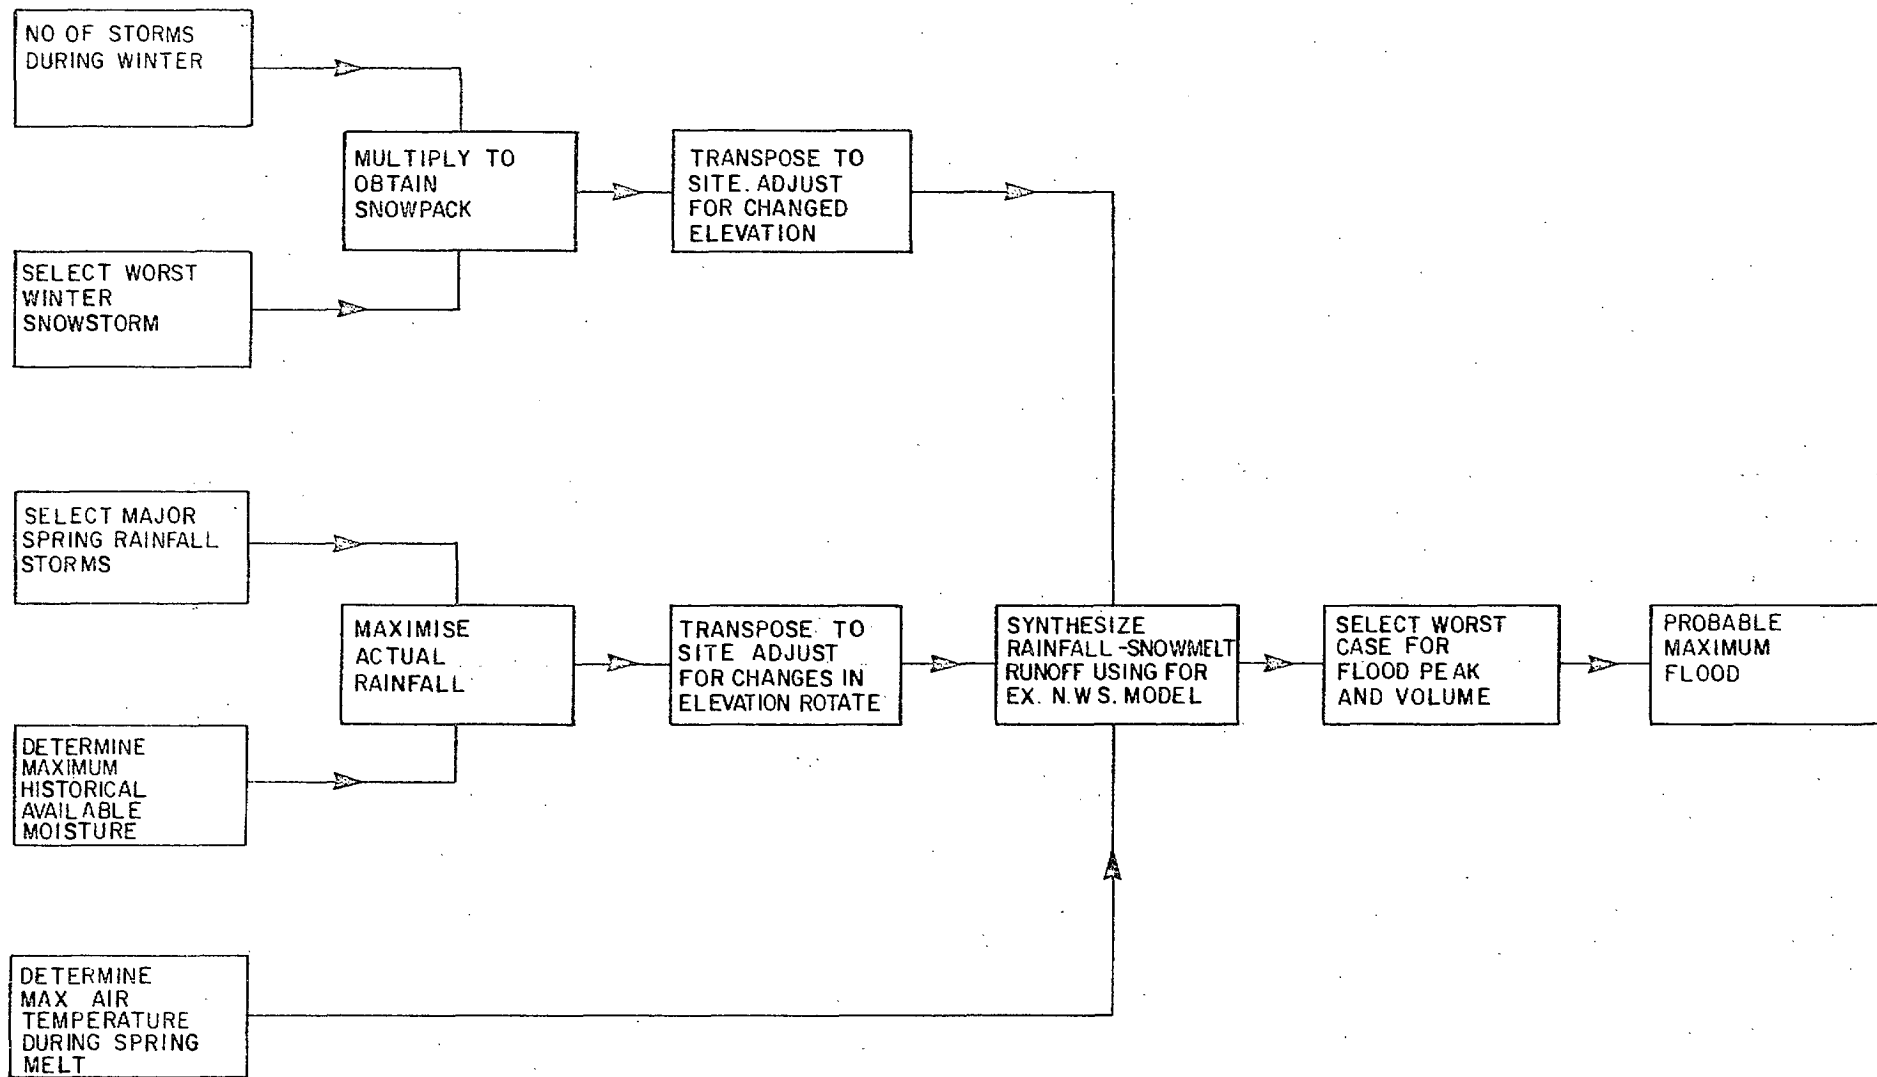 NO OF STORMS
DURING WINTER
MULTIPLY TO
OBTAIN
SNOWPACK
TRANSPOSE TO
SITE. ADJUST
FOR CHANGED
ELEVATION
SELECT WORST
WINTER
SNOWSTORM
SELECT MAJOR
SPRING RAINFALL
STORMS
MAXIMISE
ACTUAL
RAINFALL
TRANSPOSE TO
SITE ADJUST
FOR CHANGES IN
ELEVATION ROTATE
SYNTHESIZE
RAINFALL-SNOWMELT
RUNOFF USING FOR
EX. N.W S. MODEL
SELECT WORST
CASE FOR
FLOOD PEAK
AND VOLUME
PROBABLE
MAXIMUM
FLOOD
DETERMINE
MAXIMUM
HISTORICAL
AVAILABLE
MOISTURE
DETERMINE
MAX AIR
TEMPERATURE
DURING SPRING
MELT